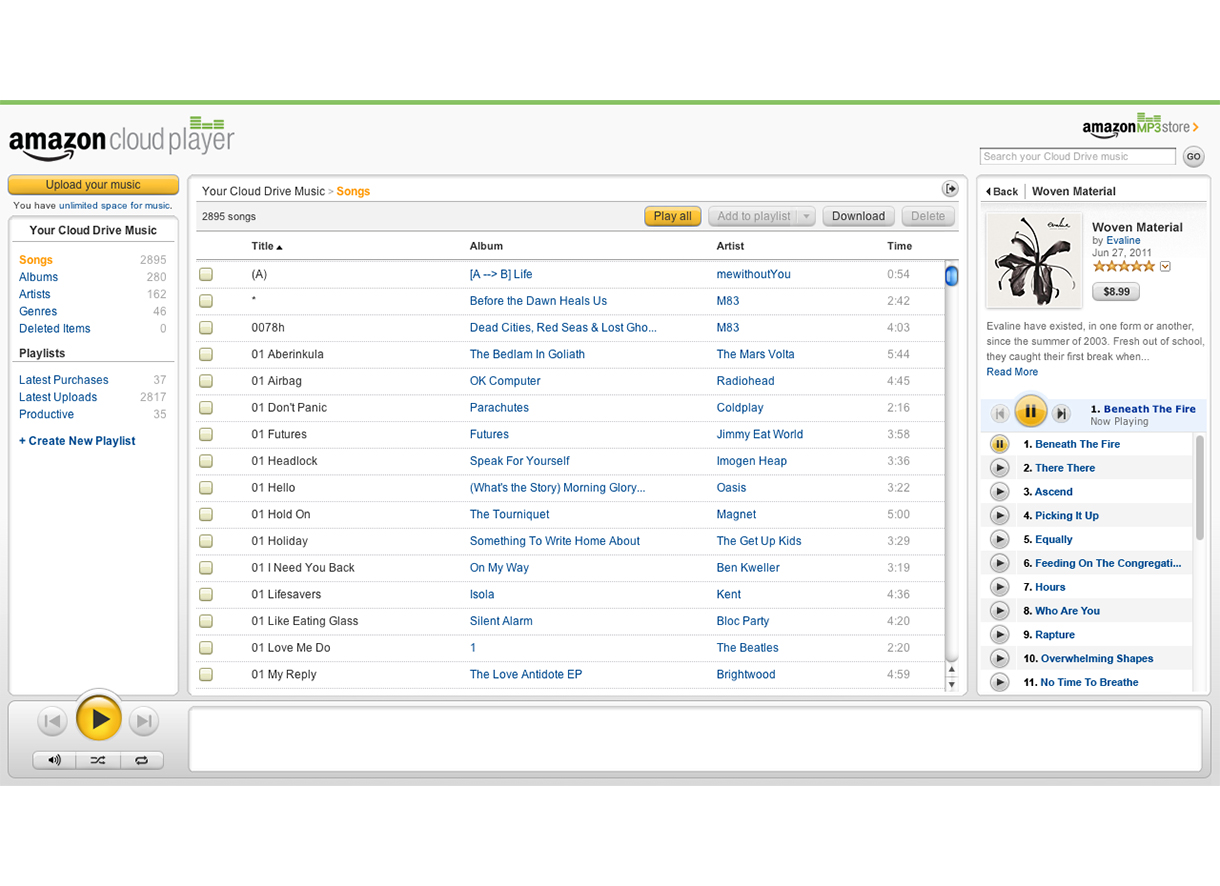 amazon cloud player
amazonMP3store
Search your Cloud Drive music
GO
Upload your music
You have unlimited space for music.
Your Cloud Drive Music
Songs 2895
Albums 280
Artists 162
Genres 46
Deleted Items 0
Playlists
Latest Purchases 37
Latest Uploads 2817
Productive 35
+ Create New Playlist
Your Cloud Drive Music > Songs
2895 songs Play all Add to playlist Download Delete
Title Album Artist Time
(A) [A --> B] Life mewithoutYou 0:54
* Before the Dawn Heals Us M83 2:42
0078h Dead Cities, Red Seas & Lost Gho... M83 4:03
01 Aberinkula The Bedlam In Goliath The Mars Volta 5:44
01 Airbag OK Computer Radiohead 4:45
01 Don't Panic Parachutes Coldplay 2:16
01 Futures Futures Jimmy Eat World 3:58
01 Headlock Speak For Yourself Imogen Heap 3:36
01 Hello (What's the Story) Morning Glory... Oasis 3:22
01 Hold On The Tourniquet Magnet 5:00
01 Holiday Something To Write Home About The Get Up Kids 3:29
01 I Need You Back On My Way Ben Kweller 3:19
01 Lifesavers Isola Kent 4:36
01 Like Eating Glass Silent Alarm Bloc Party 4:20
01 Love Me Do 1 The Beatles 2:20
01 My Reply The Love Antidote EP Brightwood 4:59
Back Woven Material
evaline
Woven Material
by Evaline
Jun 27, 2011
$8.99
Evaline have existed, in one form or another,
since the summer of 2003. Fresh out of school,
they caught their first break when...
Read More
1. Beneath The Fire
Now Playing
1. Beneath The Fire
2. There There
3. Ascend
4. Picking It Up
5. Equally
6. Feeding On The Congregati...
7. Hours
8. Who Are You
9. Rapture
10. Overwhelming Shapes
11. No Time To Breathe